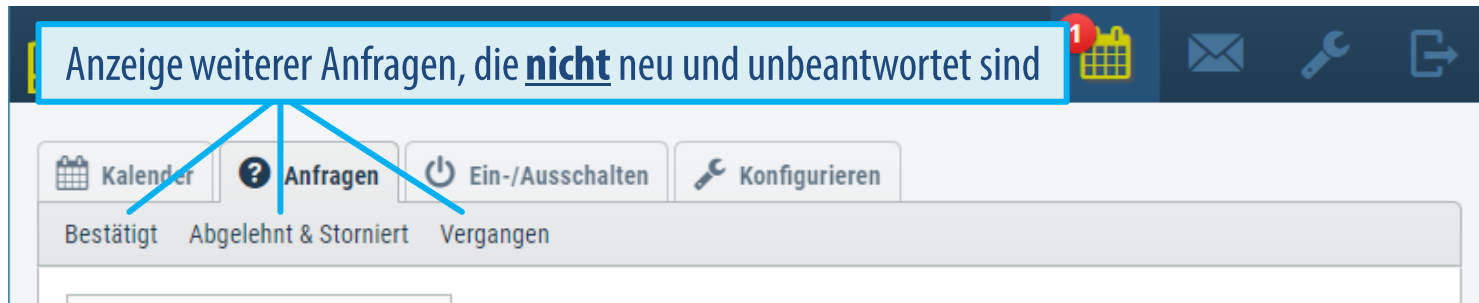 Anzeige weiterer Anfragen, die nicht neu und unbeantwortet sind
1
Kalender Anfragen Ein-/Ausschalten Konfigurieren
Bestätigt Abgelehnt & Storniert Vergangen